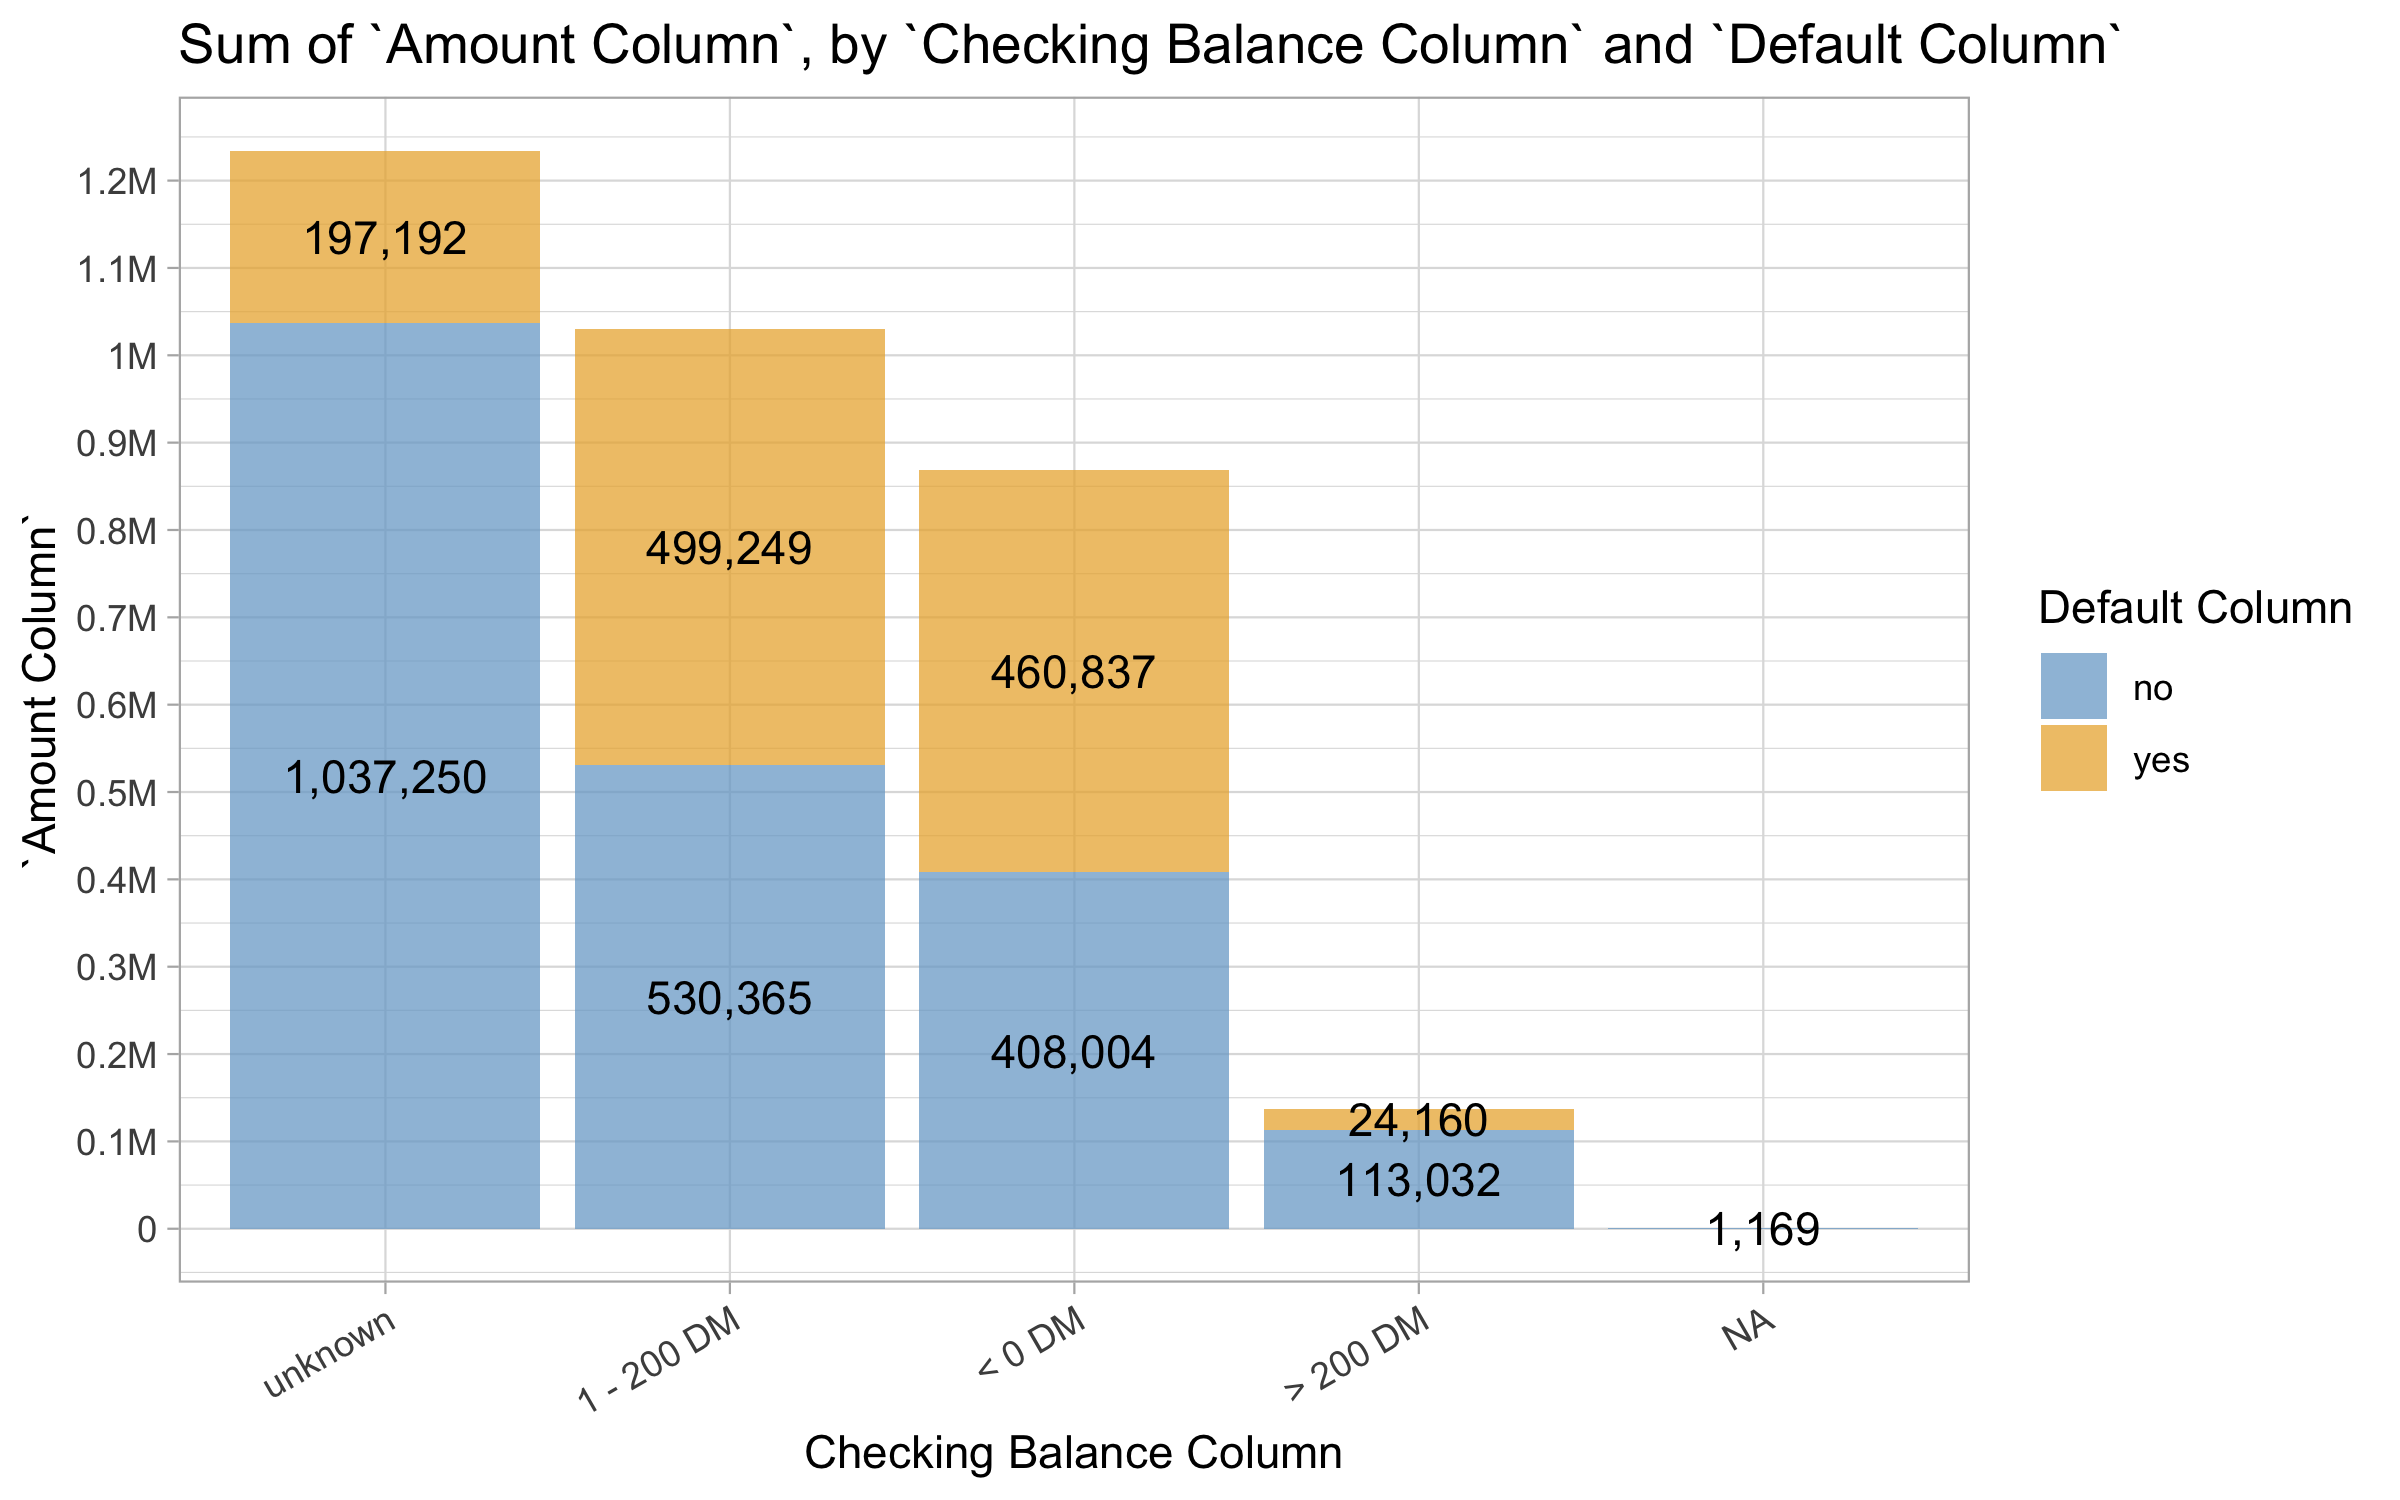 Sum of `Amount Column`, by `Checking Balance Column` and `Default Column`
1.2M
1.1M
1M
0.9M
0.8M
0.7M
0.6M
0.5M
0.4M
0.3M
0.2M
0.1M
0
`Amount Column`
197,192
1,037,250
499,249
530,365
460,837
408,004
24,160
113,032
1,169
unknown
1 - 200 DM
< 0 DM
> 200 DM
NA
Checking Balance Column
Default Column
no
yes